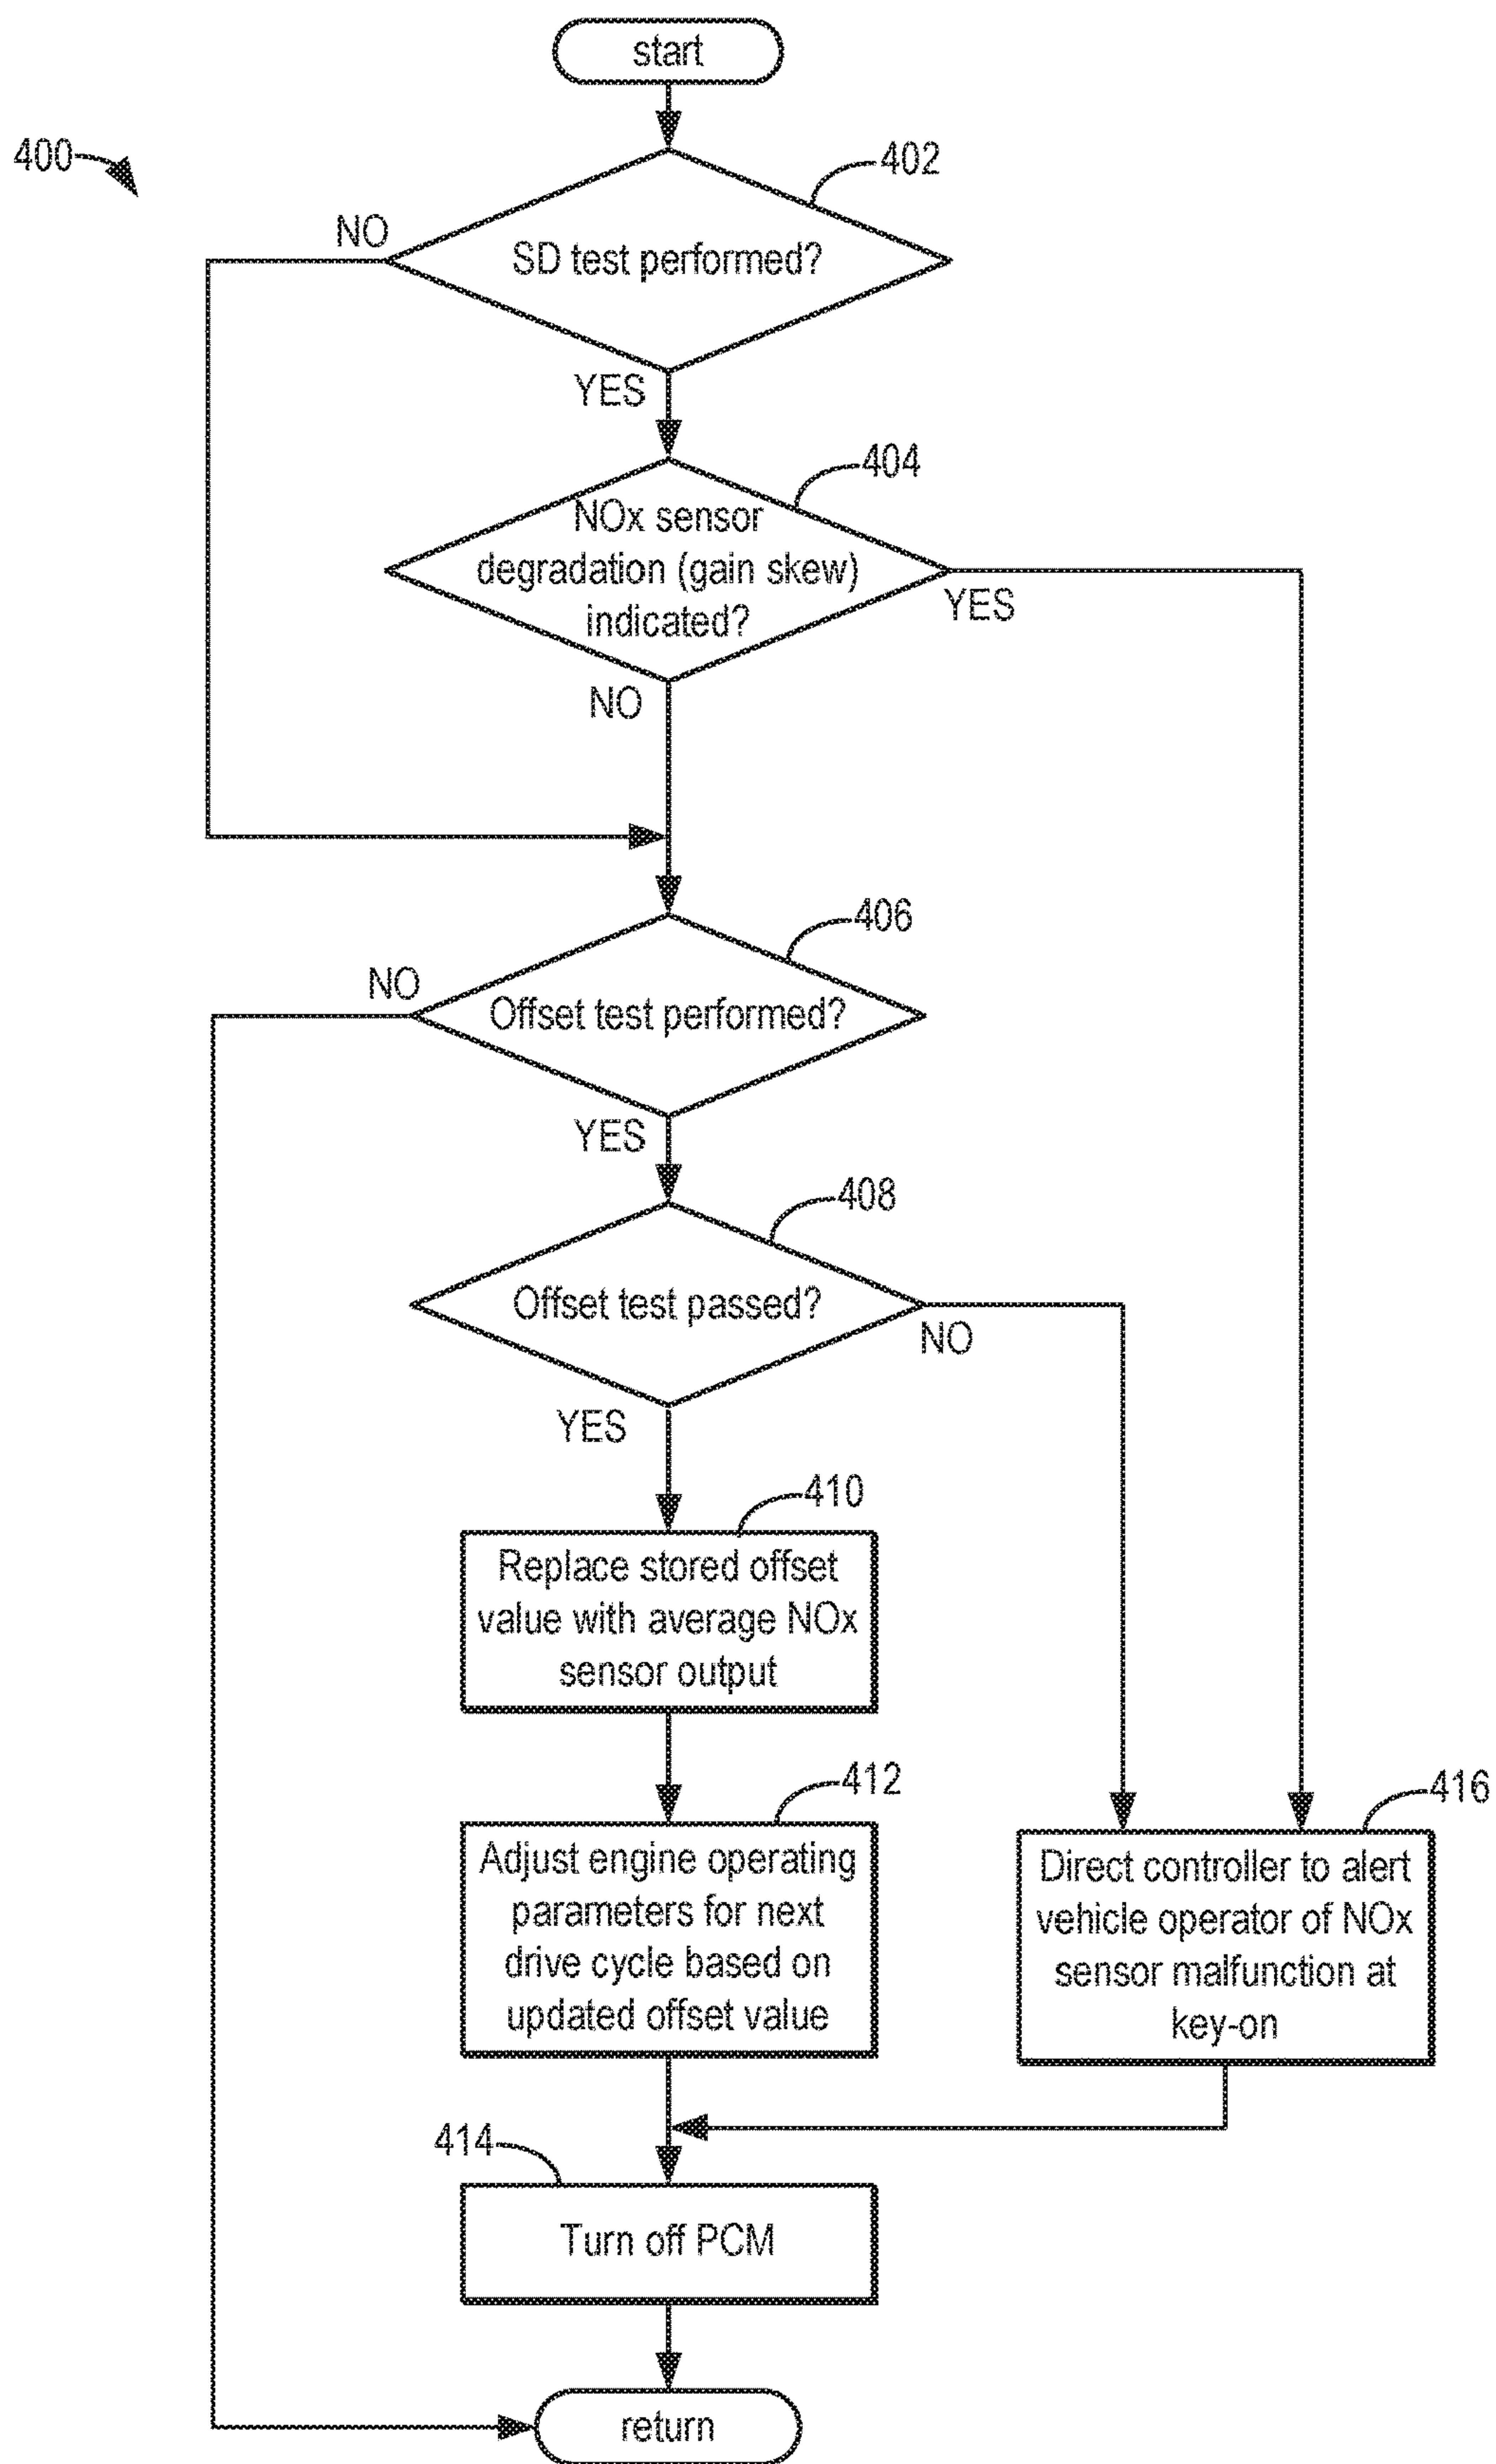 start
400
402
NO
SD test performed?
YES
404
NOx sensor
degradation (gain skew)
indicated?
YES
NO
406
NO
Offset test performed?
YES
408
Offset test passed?
NO
YES
410
Replace stored offset
value with average NOx
sensor output
412
416
Adjust engine operating
parameters for next
drive cycle based on
updated offset value
Direct controller to alert
vehicle operator of NOx
sensor malfunction at
key-on
414
Turn off PCM
return